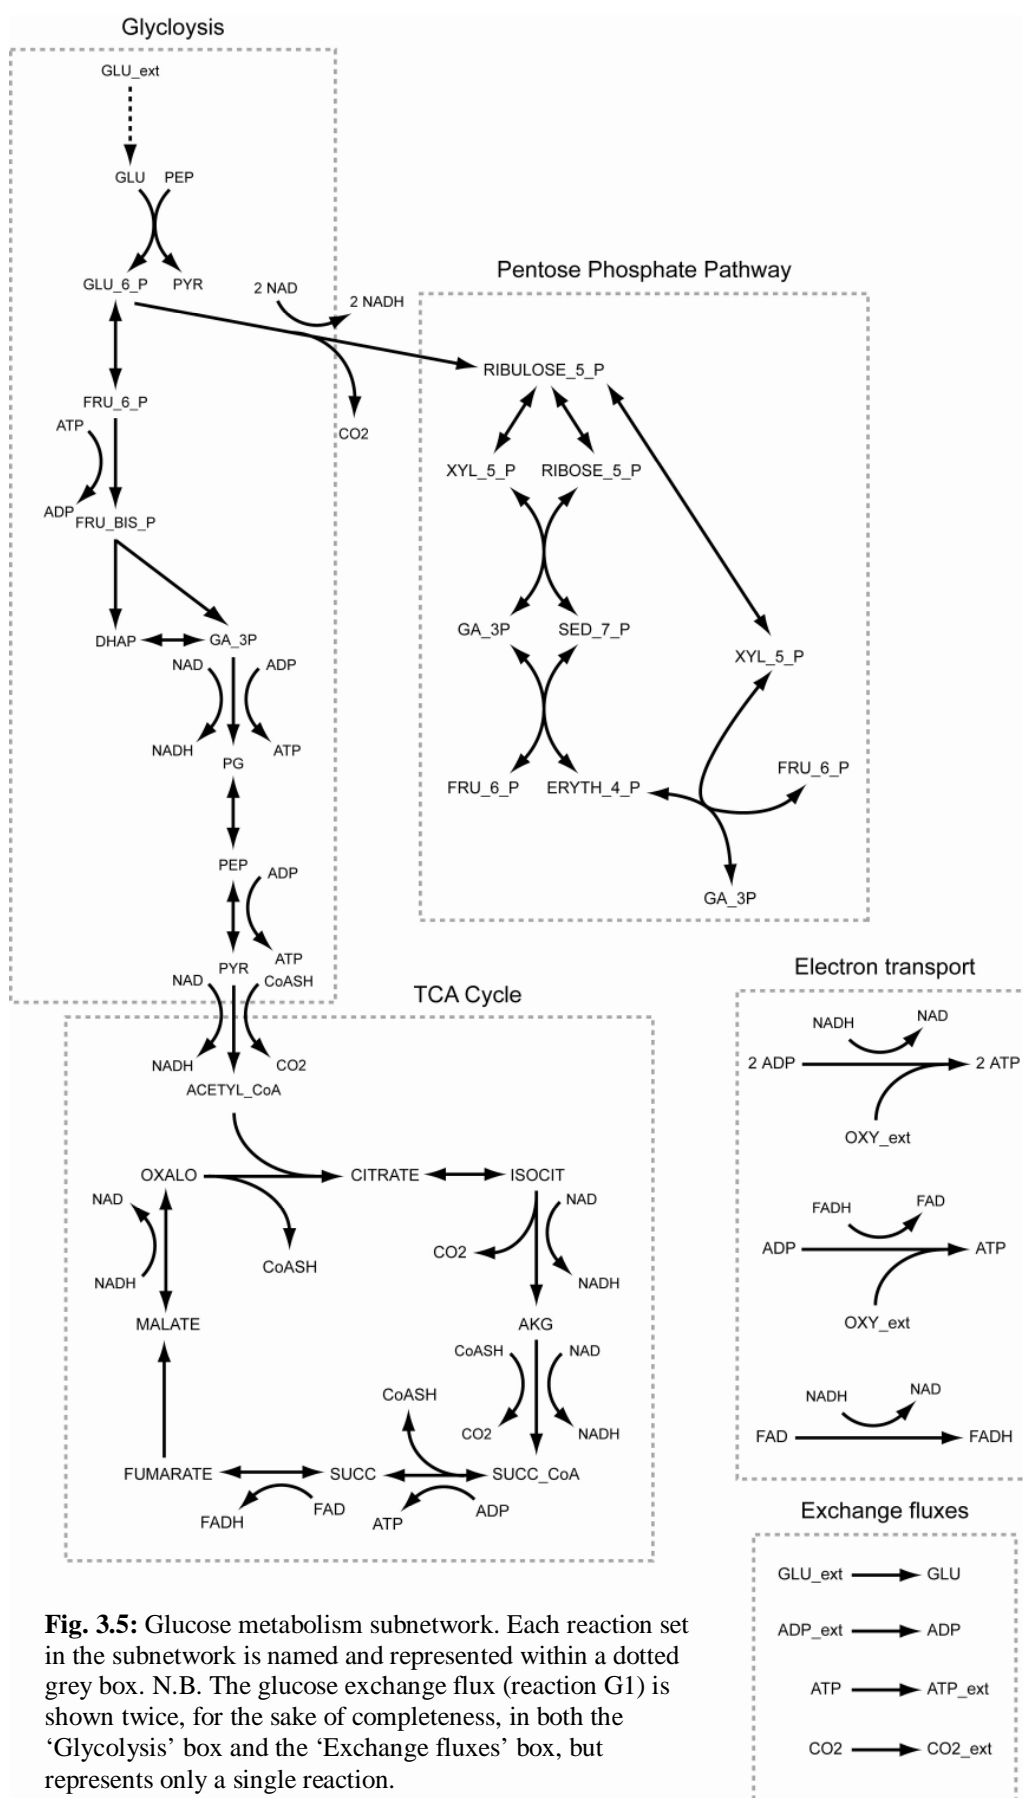 Glycloysis
GLU_ext
GLU PEP
GLU_6_P PYR
2 NAD
2 NADH
CO2
FRU_6_P
ATP
ADP
FRU_BIS_P
DHAP GA_3P
NAD ADP
NADH ATP
PG
PEP
ADP
ATP
PYR
NAD CoASH
Pentose Phosphate Pathway
RIBULOSE_5_P
XYL_5_P RIBOSE_5_P
GA_3P SED_7_P
XYL_5_P
FRU_6_P
FRU_6_P ERYTH_4_P
GA_3P
TCA Cycle
NADH CO2
ACETYL_CoA
OXALO CITRATE ISOCIT
NAD NAD
CO2
CoASH
NADH NADH
MALATE AKG
CoASH NAD
CoASH
CO2 NADH
FUMARATE SUCC SUCC_CoA
FADH FAD ATP ADP
Electron transport
NADH NAD
2 ADP 2 ATP
OXY_ext
FADH FAD
ADP ATP
OXY_ext
NADH NAD
FAD FADH
Exchange fluxes
GLU_ext GLU
ADP_ext ADP
ATP ATP_ext
CO2 CO2_ext
Fig. 3.5: Glucose metabolism subnetwork. Each reaction set
in the subnetwork is named and represented within a dotted
grey box. N.B. The glucose exchange flux (reaction G1) is
shown twice, for the sake of completeness, in both the
‘Glycolysis’ box and the ‘Exchange fluxes’ box, but
represents only a single reaction.